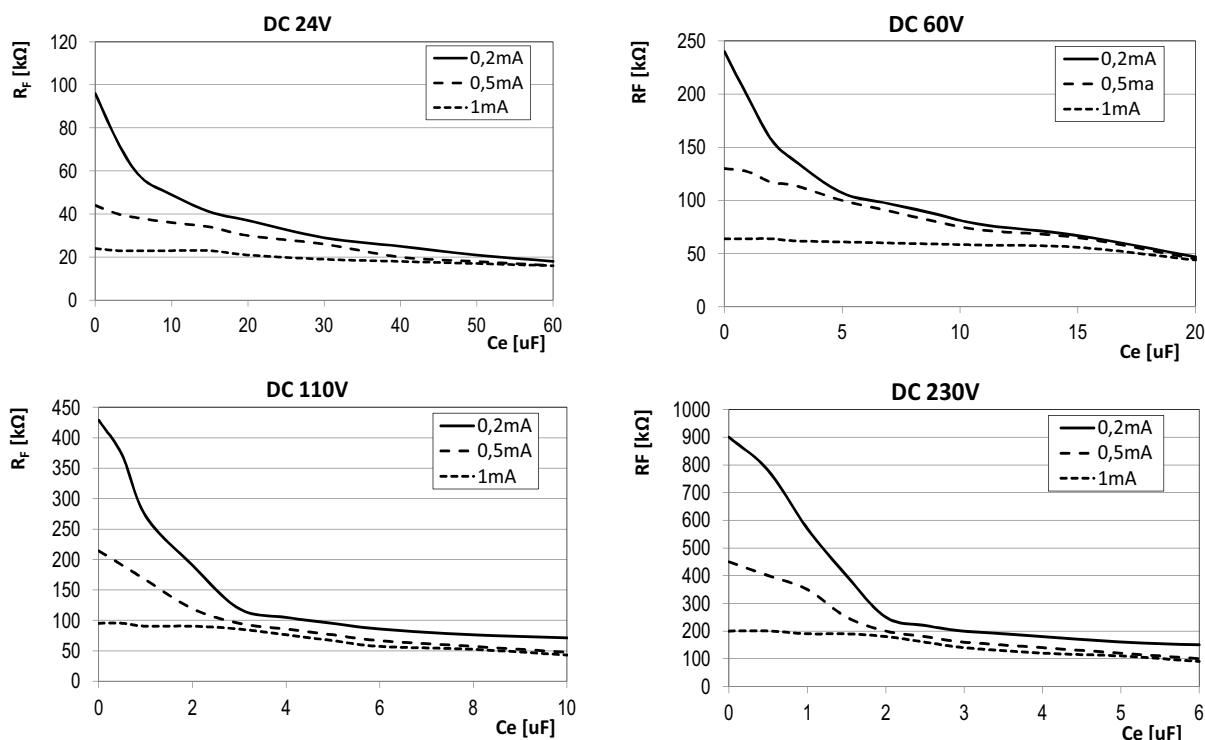 DC 24V
R_F [kΩ]
120
100
80
60
40
20
0
0,2mA
0,5mA
1mA
0 10 20 30 40 50 60
Ce [uF]
DC 60V
RF [kΩ]
250
200
150
100
50
0
0,2mA
0,5ma
1mA
0 5 10 15 20
Ce [uF]
DC 110V
R_F [kΩ]
450
400
350
300
250
200
150
100
50
0
0,2mA
0,5mA
1mA
0 2 4 6 8 10
Ce [uF]
DC 230V
RF [kΩ]
1000
900
800
700
600
500
400
300
200
100
0
0,2mA
0,5mA
1mA
0 1 2 3 4 5 6
Ce [uF]